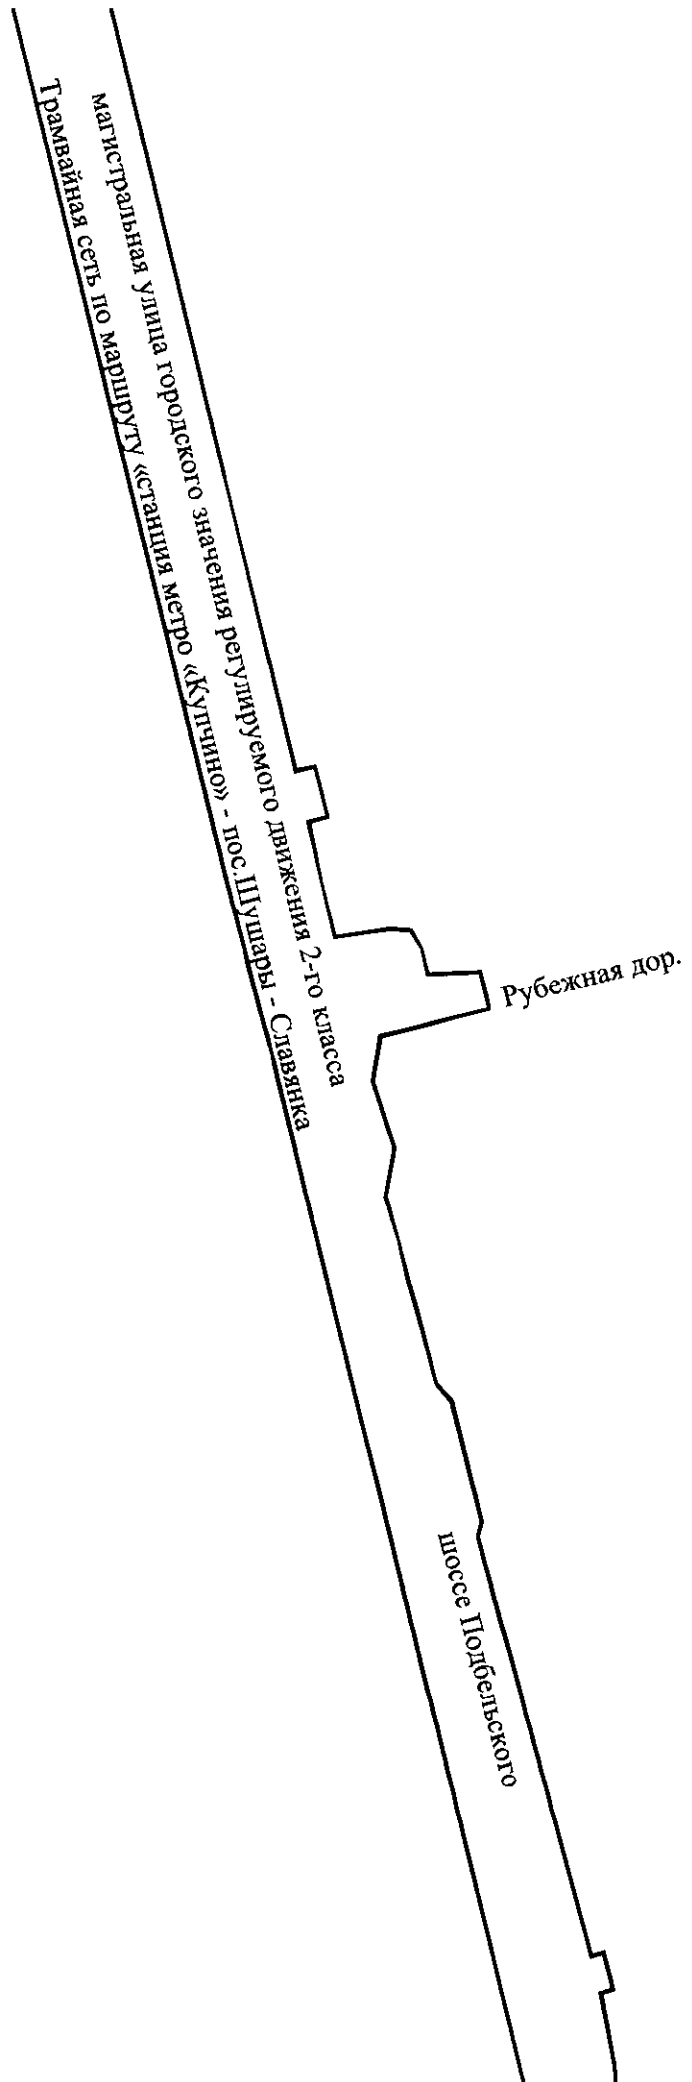 магистральная улица городского значения регулируемого движения 2-го класса
Трамвайная сеть по маршруту «станция метро «Купчино» - пос.Шушары - Славянка
Рубежная дор.
шоссе Подбельского